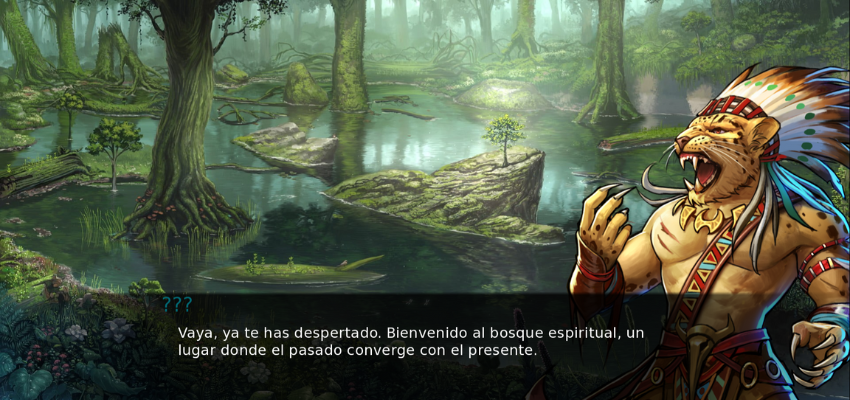 ???
Vaya, ya te has despertado. Bienvenido al bosque espiritual, un
lugar donde el pasado converge con el presente.